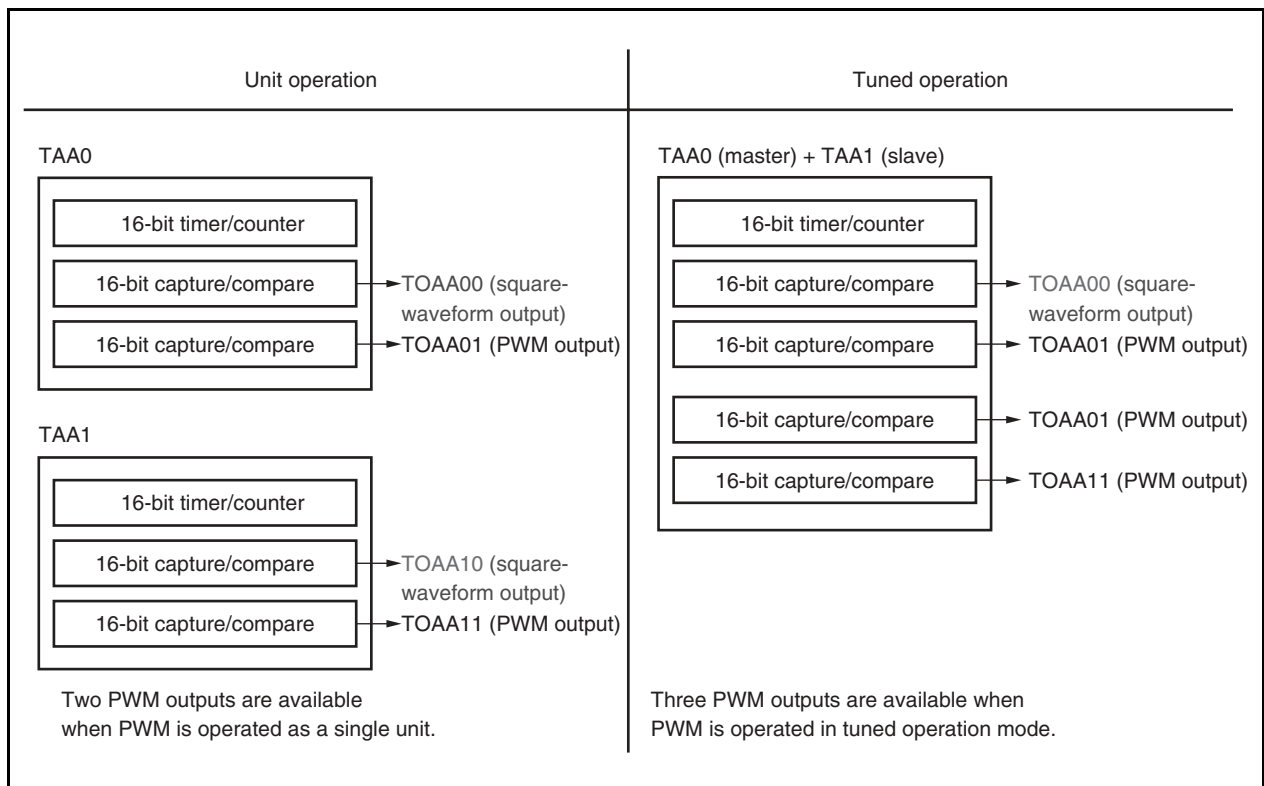 Unit operation
Tuned operation
TAA0
16-bit timer/counter
16-bit capture/compare
TOAA00 (square-
waveform output)
16-bit capture/compare
TOAA01 (PWM output)
TAA1
16-bit timer/counter
16-bit capture/compare
TOAA10 (square-
waveform output)
16-bit capture/compare
TOAA11 (PWM output)
Two PWM outputs are available
when PWM is operated as a single unit.
TAA0 (master) + TAA1 (slave)
16-bit timer/counter
16-bit capture/compare
TOAA00 (square-
waveform output)
16-bit capture/compare
TOAA01 (PWM output)
16-bit capture/compare
TOAA01 (PWM output)
16-bit capture/compare
TOAA11 (PWM output)
Three PWM outputs are available when
PWM is operated in tuned operation mode.